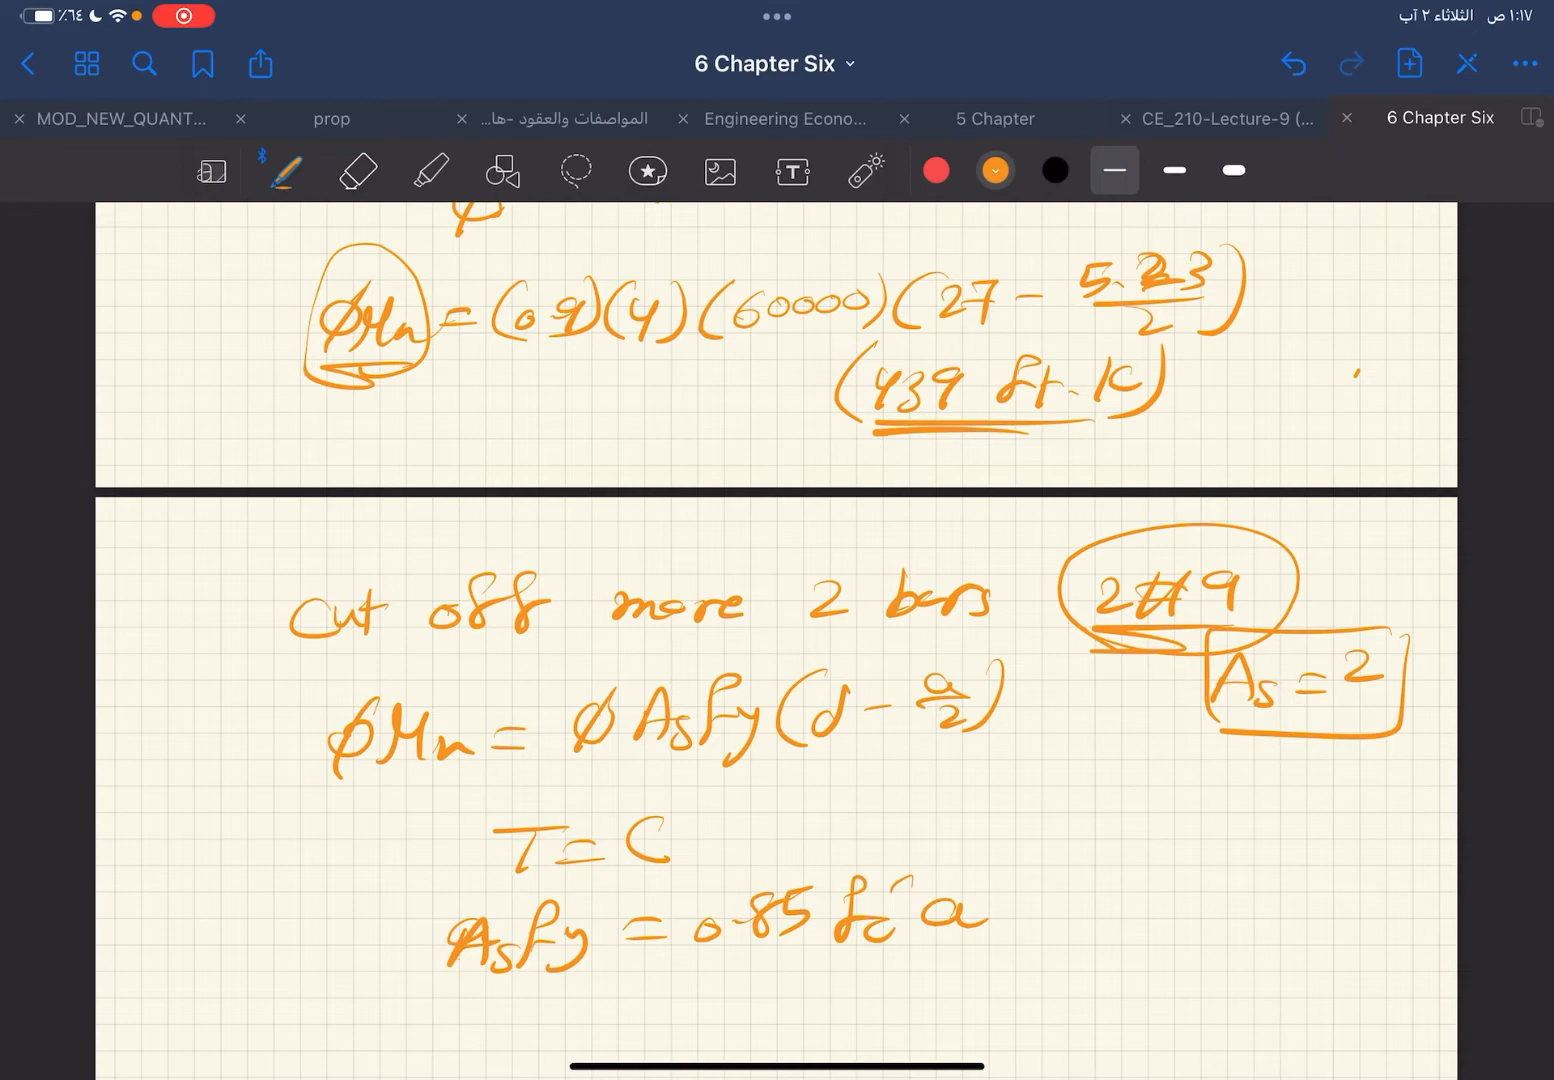 ٪٦٤ ١:١٧ ص الثلاثاء ٢ آب
6 Chapter Six
MOD_NEW_QUANT... prop المواصفات والعقود -ها... Engineering Econo... 5 Chapter CE_210-Lecture-9 (... 6 Chapter Six
ϕMn = (0.9)(4)(60000)(27 - 5.23/2)
(439 ft.k)
Cut off more 2 bars 2#9
As = 2
ϕMn = ϕ As fy (d - a/2)
T = C
As fy = 0.85 fc' a